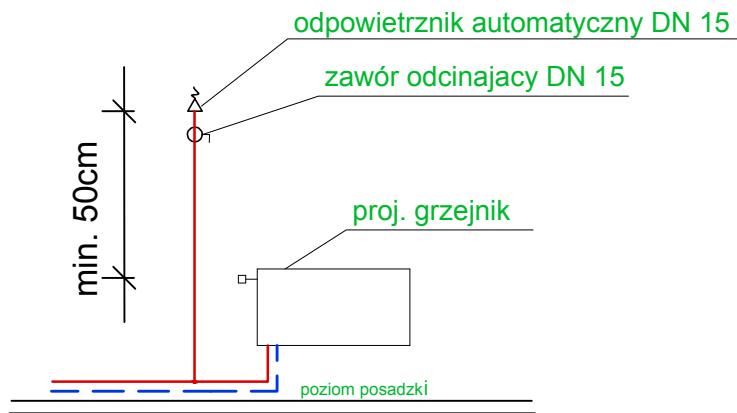 odpowietrznik automatyczny DN 15
zawór odcinajacy DN 15
min. 50cm
proj. grzejnik
poziom posadzki